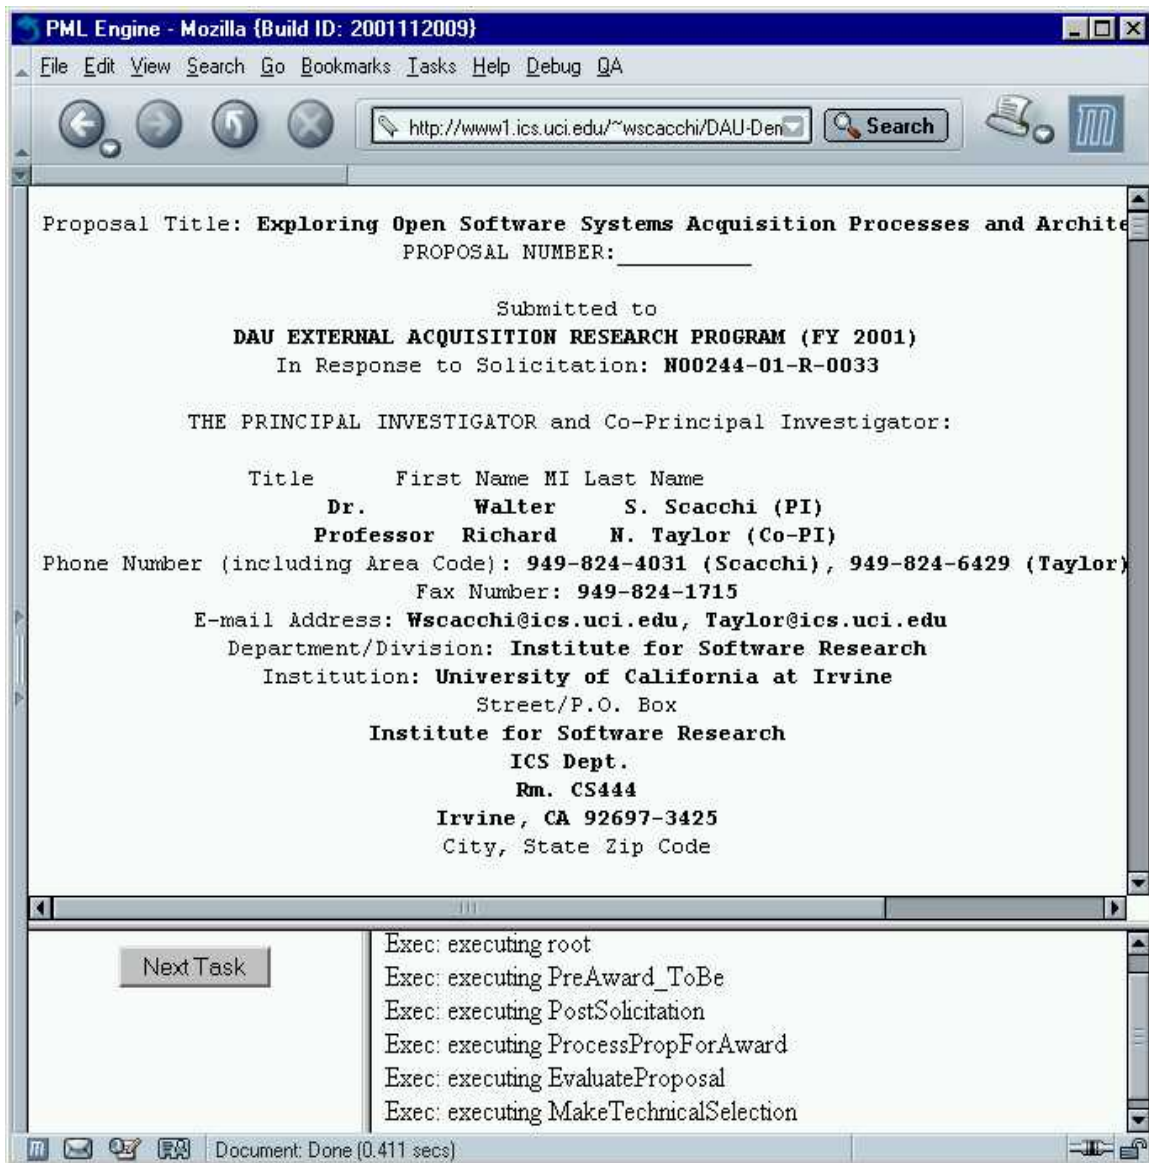 PML Engine - Mozilla {Build ID: 2001112009}
File Edit View Search Go Bookmarks Tasks Help Debug QA
http://www1.ics.uci.edu/~wscacchi/DAU-Den Search
Proposal Title: Exploring Open Software Systems Acquisition Processes and Archite
PROPOSAL NUMBER:__________
Submitted to
DAU EXTERNAL ACQUISITION RESEARCH PROGRAM (FY 2001)
In Response to Solicitation: N00244-01-R-0033
THE PRINCIPAL INVESTIGATOR and Co-Principal Investigator:
Title First Name MI Last Name
Dr. Walter S. Scacchi (PI)
Professor Richard N. Taylor (Co-PI)
Phone Number (including Area Code): 949-824-4031 (Scacchi), 949-824-6429 (Taylor)
Fax Number: 949-824-1715
E-mail Address: Wscacchi@ics.uci.edu, Taylor@ics.uci.edu
Department/Division: Institute for Software Research
Institution: University of California at Irvine
Street/P.O. Box
Institute for Software Research
ICS Dept.
Rm. CS444
Irvine, CA 92697-3425
City, State Zip Code
Next Task
Exec: executing root
Exec: executing PreAward_ToBe
Exec: executing PostSolicitation
Exec: executing ProcessPropForAward
Exec: executing EvaluateProposal
Exec: executing MakeTechnicalSelection
Document: Done (0.411 secs)